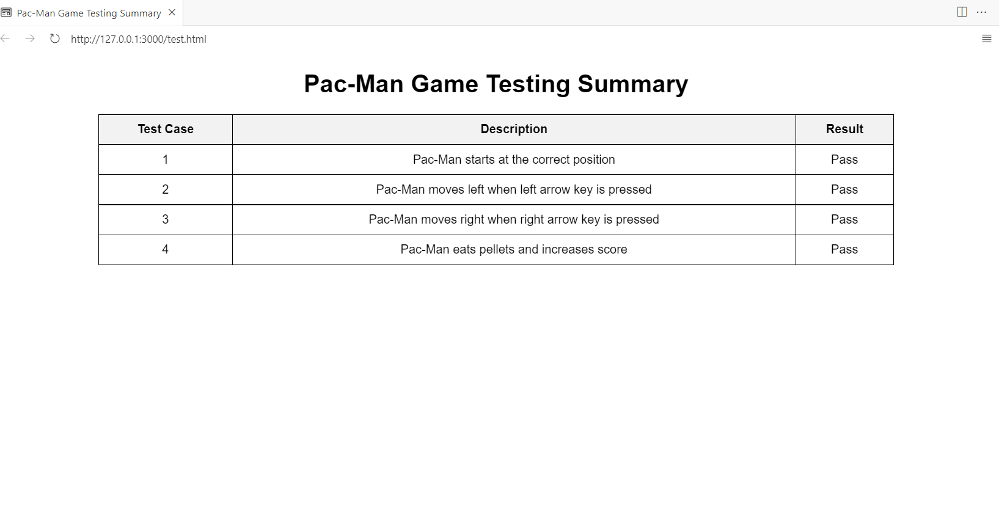 Pac-Man Game Testing Summary
http://127.0.0.1:3000/test.html
Pac-Man Game Testing Summary
Test Case Description Result
1 Pac-Man starts at the correct position Pass
2 Pac-Man moves left when left arrow key is pressed Pass
3 Pac-Man moves right when right arrow key is pressed Pass
4 Pac-Man eats pellets and increases score Pass